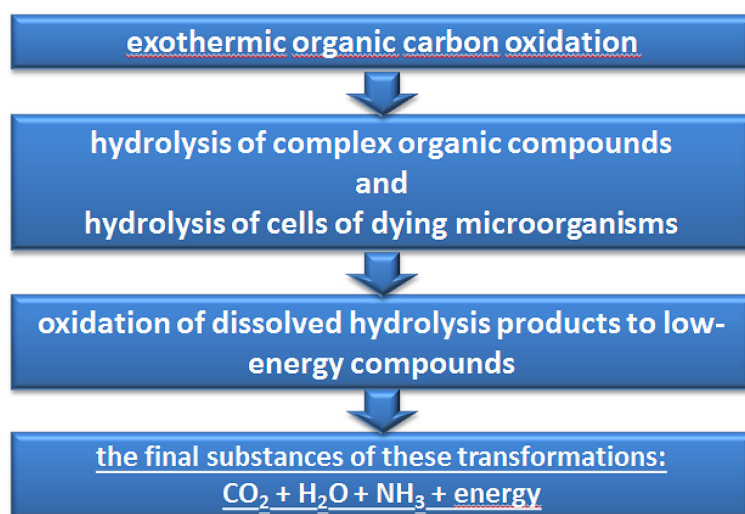 exothermic organic carbon oxidation
hydrolysis of complex organic compounds
and
hydrolysis of cells of dying microorganisms
oxidation of dissolved hydrolysis products to low-
energy compounds
the final substances of these transformations:
CO₂ + H₂O + NH₃ + energy